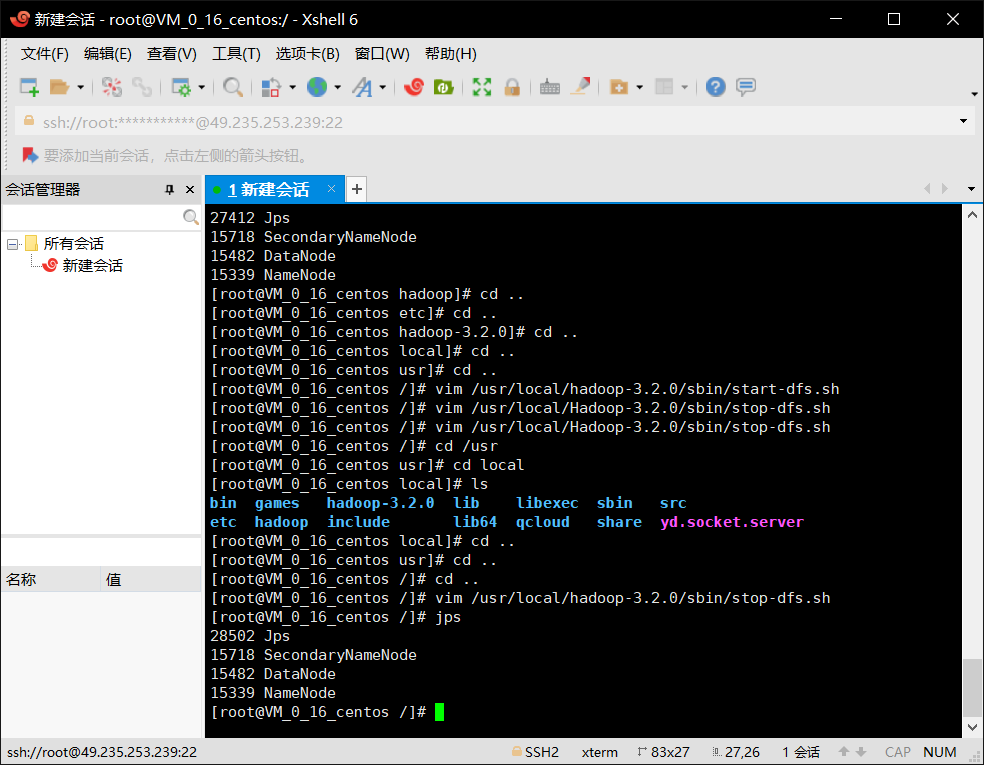 新建会话 - root@VM_0_16_centos:/ - Xshell 6
文件(F) 编辑(E) 查看(V) 工具(T) 选项卡(B) 窗口(W) 帮助(H)
ssh://root:***********@49.235.253.239:22
要添加当前会话，点击左侧的箭头按钮。
会话管理器
1 新建会话
所有会话
新建会话
名称 值
27412 Jps
15718 SecondaryNameNode
15482 DataNode
15339 NameNode
[root@VM_0_16_centos hadoop]# cd ..
[root@VM_0_16_centos etc]# cd ..
[root@VM_0_16_centos hadoop-3.2.0]# cd ..
[root@VM_0_16_centos local]# cd ..
[root@VM_0_16_centos usr]# cd ..
[root@VM_0_16_centos /]# vim /usr/local/hadoop-3.2.0/sbin/start-dfs.sh
[root@VM_0_16_centos /]# vim /usr/local/Hadoop-3.2.0/sbin/stop-dfs.sh
[root@VM_0_16_centos /]# vim /usr/local/Hadoop-3.2.0/sbin/stop-dfs.sh
[root@VM_0_16_centos /]# cd /usr
[root@VM_0_16_centos usr]# cd local
[root@VM_0_16_centos local]# ls
bin games hadoop-3.2.0 lib libexec sbin src
etc hadoop include lib64 qcloud share yd.socket.server
[root@VM_0_16_centos local]# cd ..
[root@VM_0_16_centos usr]# cd ..
[root@VM_0_16_centos /]# cd ..
[root@VM_0_16_centos /]# vim /usr/local/hadoop-3.2.0/sbin/stop-dfs.sh
[root@VM_0_16_centos /]# jps
28502 Jps
15718 SecondaryNameNode
15482 DataNode
15339 NameNode
[root@VM_0_16_centos /]#
ssh://root@49.235.253.239:22 SSH2 xterm 83x27 27,26 1 会话 CAP NUM